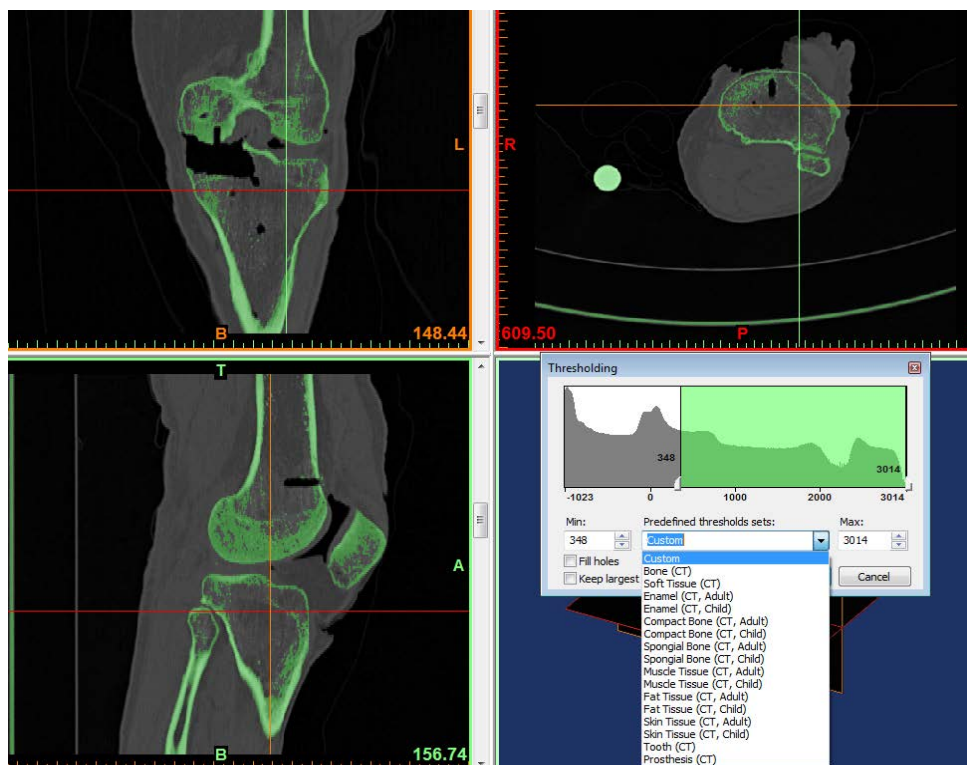 L
B
148.44
R
609.50
P
T
A
B
156.74
Thresholding
348
3014
-1023 0 1000 2000 3014
Min: Predefined thresholds sets: Max:
348 Custom 3014
Fill holes
Keep largest
Cancel
Custom
Bone (CT)
Soft Tissue (CT)
Enamel (CT, Adult)
Enamel (CT, Child)
Compact Bone (CT, Adult)
Compact Bone (CT, Child)
Spongial Bone (CT, Adult)
Spongial Bone (CT, Child)
Muscle Tissue (CT, Adult)
Muscle Tissue (CT, Child)
Fat Tissue (CT, Adult)
Fat Tissue (CT, Child)
Skin Tissue (CT, Adult)
Skin Tissue (CT, Child)
Tooth (CT)
Prosthesis (CT)